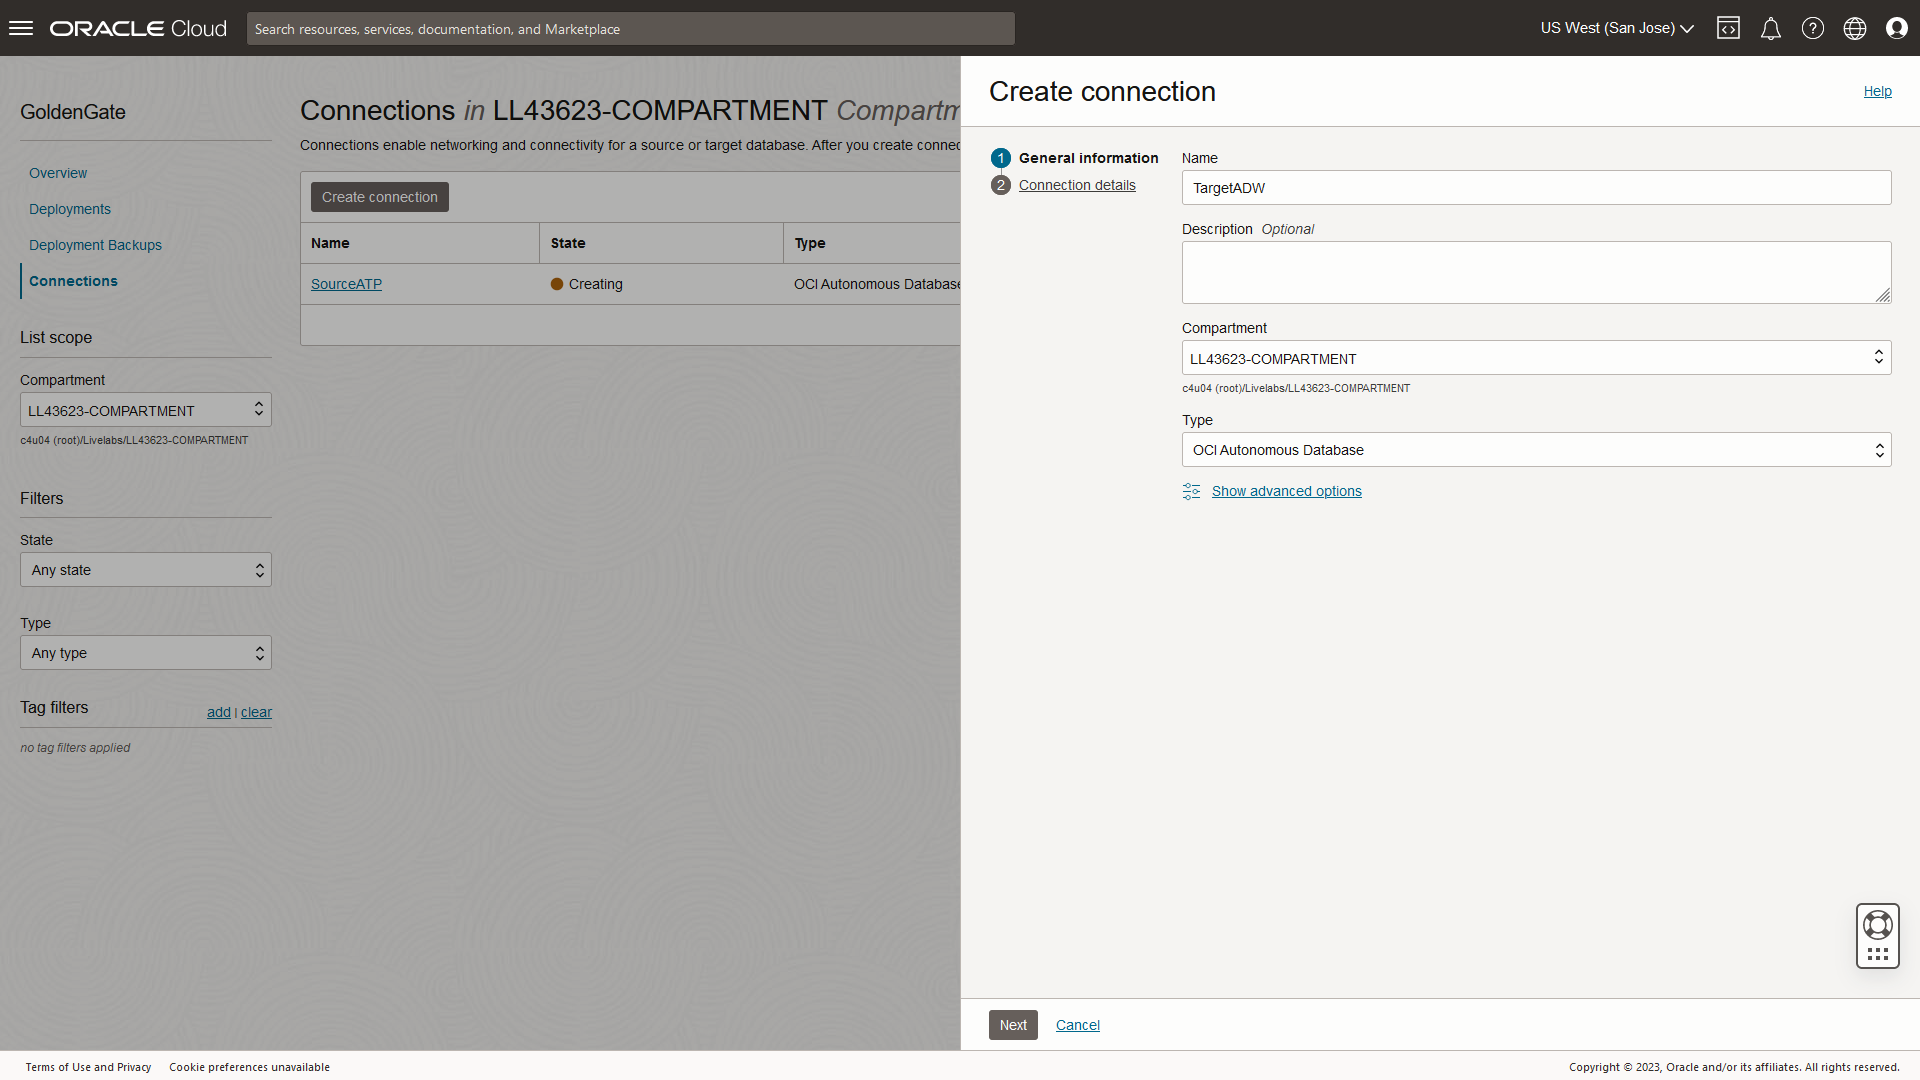 ORACLE Cloud
Search resources, services, documentation, and Marketplace
US West (San Jose)
GoldenGate
Overview
Deployments
Deployment Backups
Connections
List scope
Compartment
LL43623-COMPARTMENT
c4u04 (root)/Livelabs/LL43623-COMPARTMENT
Filters
State
Any state
Type
Any type
Tag filters
add | clear
no tag filters applied
Connections in LL43623-COMPARTMENT Compartm
Connections enable networking and connectivity for a source or target database. After you create connec
Create connection
Name State Type
SourceATP Creating OCI Autonomous Database
Create connection
Help
1 General information
2 Connection details
Name
TargetADW
Description Optional
Compartment
LL43623-COMPARTMENT
c4u04 (root)/Livelabs/LL43623-COMPARTMENT
Type
OCI Autonomous Database
Show advanced options
Next Cancel
Terms of Use and Privacy Cookie preferences unavailable
Copyright © 2023, Oracle and/or its affiliates. All rights reserved.